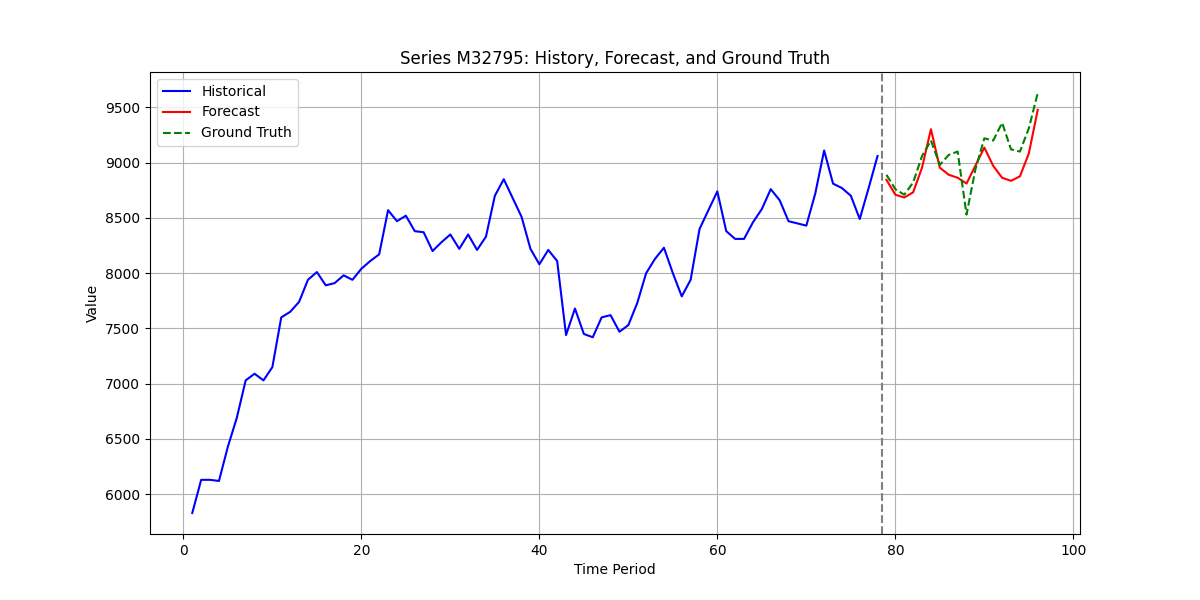 Series M32795: History, Forecast, and Ground Truth
Historical
Forecast
Ground Truth
Value
9500
9000
8500
8000
7500
7000
6500
6000
0 20 40 60 80 100
Time Period